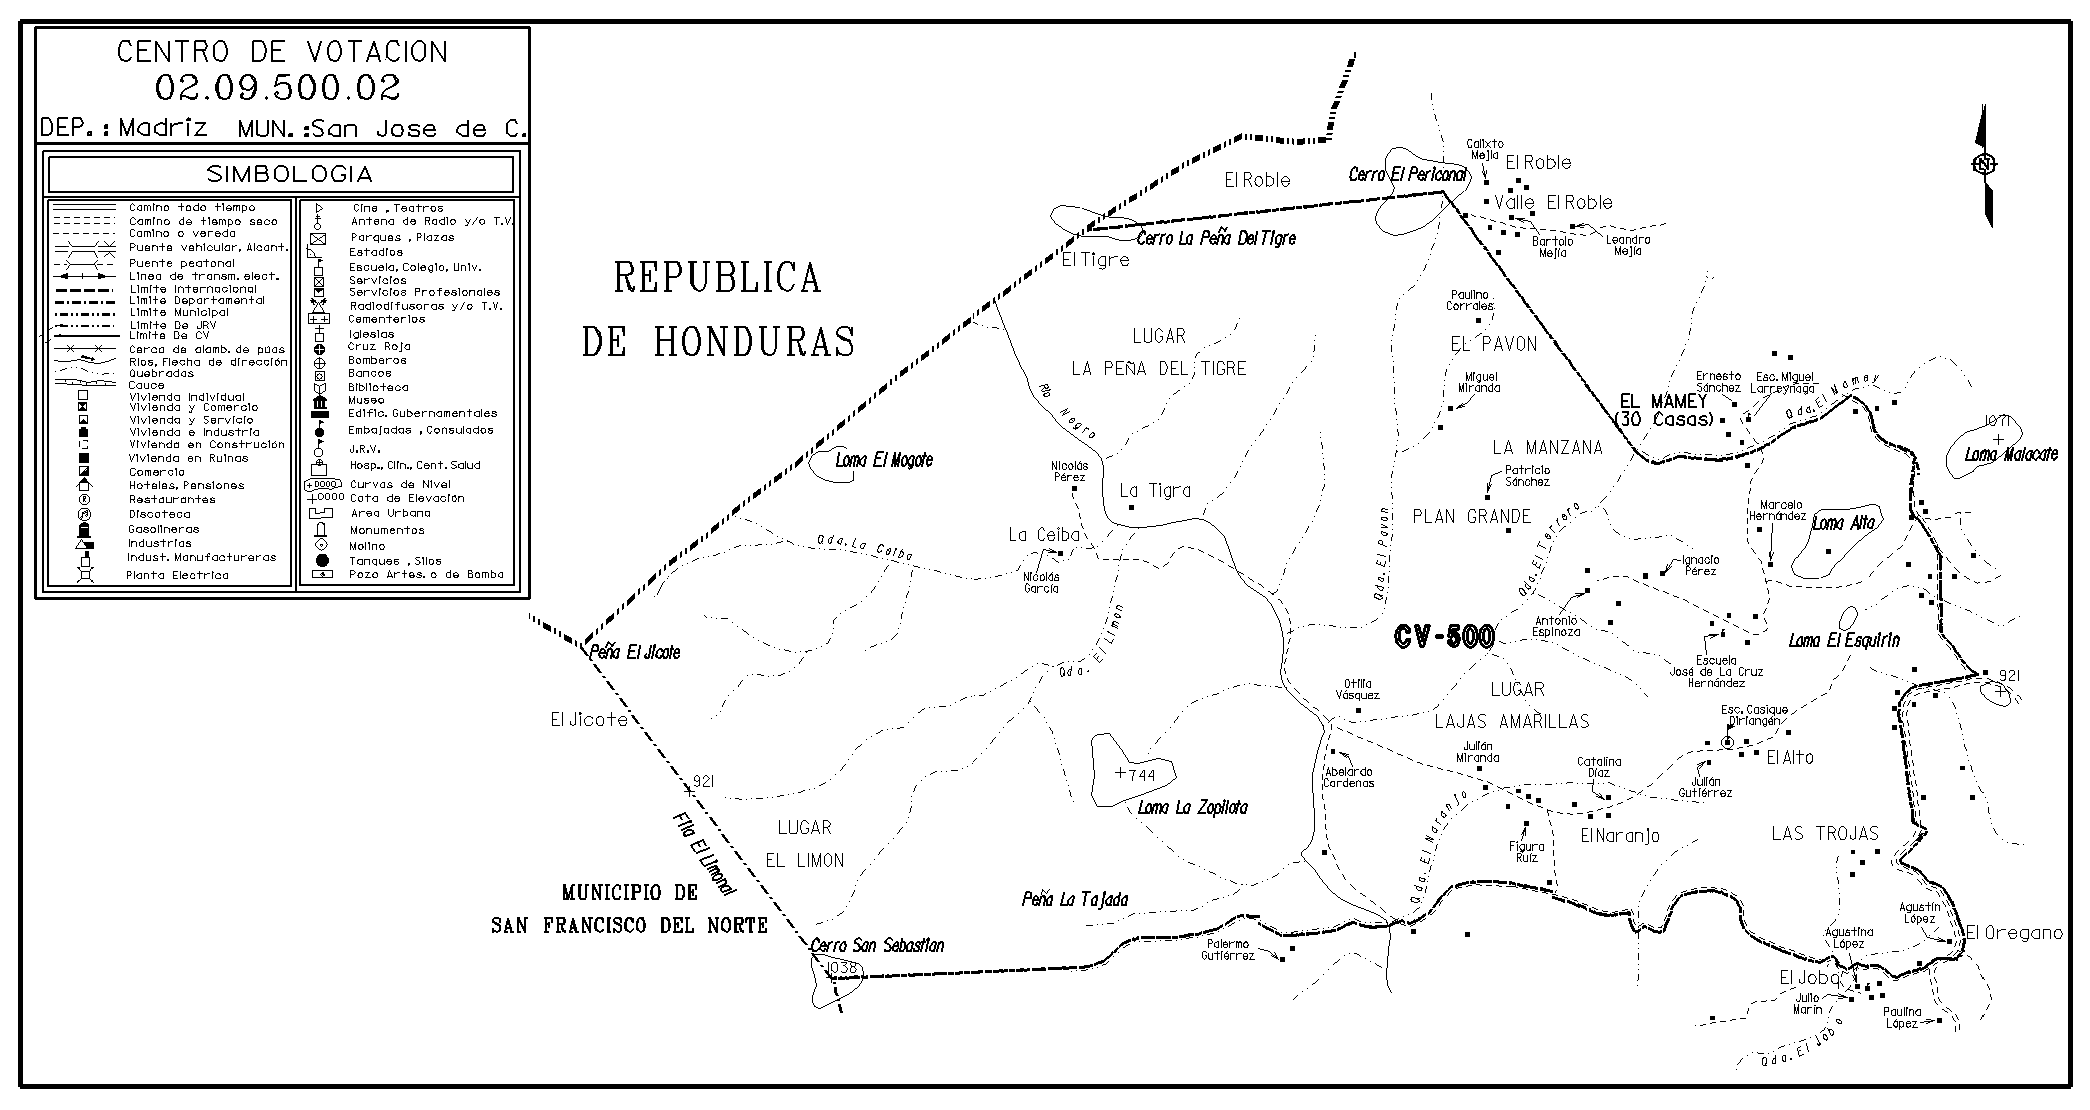 CENTRO DE VOTACION
02.09.500.02
DEP.: Madriz MUN.:San Jose de C.
SIMBOLOGIA
Camino todo tiempo
Camino de tiempo seco
Camino o vereda
Puente vehicular, Alcant.
Puente peatonal
Linea de transm. elect.
Limite Internacional
Limite Departamental
Limite Municipal
Limite De JRV
Limite De CV
Cerca de alamb. de púas
Rios, Flecha de dirección
Quebradas
Cauce
Vivienda Individual
Vivienda y Comercio
Vivienda y Servicio
Vivienda e Industria
Vivienda en Construción
Vivienda en Ruinas
Comercio
Hoteles, Pensiones
Restaurantes
Discoteca
Gasolineras
Industrias
Indust. Manufactureras
Planta Electrica
Cine , Teatros
Antena de Radio y/o T.V.
Parques , Plazas
Estadios
Escuela, Colegio, Univ.
Servicios
Servicios Profesionales
Radiodifusoras y/o T.V.
Cementerios
Iglesias
Cruz Roja
Bomberos
Bancos
Biblioteca
Museo
Edific. Gubernamentales
Embajadas , Consulados
J.R.V.
Hosp., Clin., Cent. Salud
Curvas de Nivel
Cota de Elevación
Area Urbana
Monumentos
Molino
Tanques , Silos
Pozo Artes. o de Bomba
REPUBLICA
DE HONDURAS
El Roble
Cerro El Pericanal
Calixto
Mejía
El Roble
Valle El Roble
Bartolo
Mejía
Leandra
Mejía
Cerro La Peña Del Tigre
El Tigre
LUGAR
LA PEÑA DEL TIGRE
Río Negro
Paulino
Corrales
EL PAVON
Miguel
Miranda
Ernesto
Sánchez
Esc. Miguel
Larreynaga
Qda. El Mamey
EL MAMEY
(30 Casas)
1071
Loma Malacate
Loma El Mogote
Nicolás
Pérez
La Tigra
LA MANZANA
Patricio
Sánchez
PLAN GRANDE
Marcelo
Hernández
Loma Alta
Qda. La Ceiba
La Ceiba
Nicolás
García
Qda. El Pavon
Qda. El Terrero
Ignacio
Pérez
Antonio
Espinoza
CV-500
Escuela
José de La Cruz
Hernández
Loma El Esquirin
Peña El Jicote
Qda. El Limon
Otilia
Vásquez
LUGAR
LAJAS AMARILLAS
921
El Jicote
Esc. Casique
Diriangén
El Alto
Julián
Miranda
Catalina
Díaz
Julián
Gutiérrez
Abelardo
Cardenas
744
Loma La Zopilota
921
Fila El Limonal
LUGAR
EL LIMON
Qda. El Naranjo
Figura
Ruíz
El Naranjo
LAS TROJAS
MUNICIPIO DE
SAN FRANCISCO DEL NORTE
Peña La Tajada
Cerro San Sebastian
1038
Palermo
Gutiérrez
Agustín
López
Agustina
López
El Oregano
El Jobo
Julio
Marin
Paulina
López
Qda. El Jobo
N